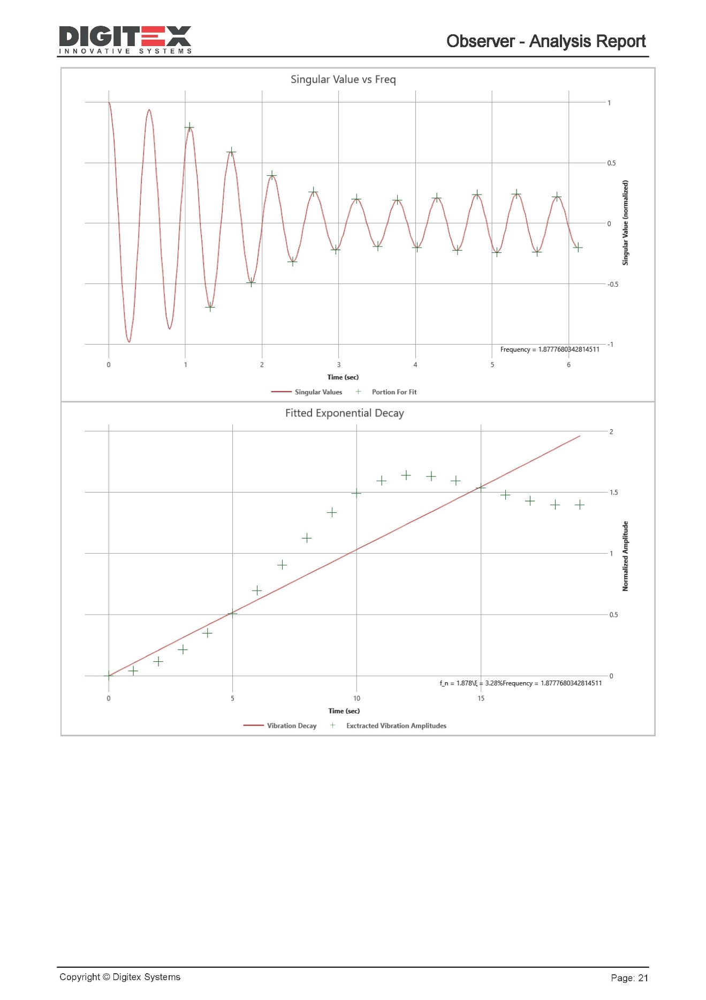 DIGITEX
INNOVATIVE SYSTEMS
Observer - Analysis Report
Singular Value vs Freq
1
0.5
0
-0.5
-1
Singular Value (normalized)
Frequency = 1.8777680342814511
0 1 2 3 4 5 6
Time (sec)
Singular Values Portion For Fit
Fitted Exponential Decay
2
1.5
1
0.5
0
Normalized Amplitude
f_n = 1.878\ξ = 3.28%Frequency = 1.8777680342814511
0 5 10 15
Time (sec)
Vibration Decay Exctracted Vibration Amplitudes
Copyright © Digitex Systems
Page: 21